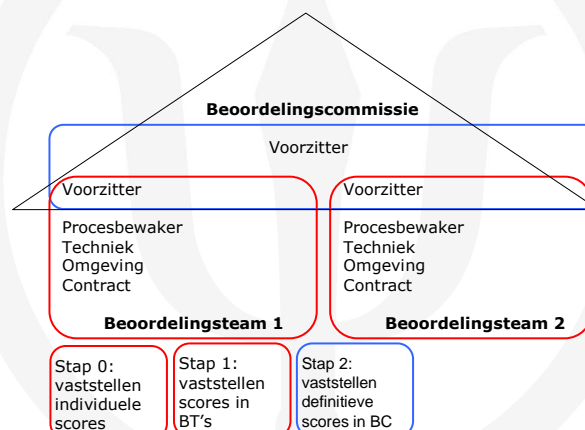 Beoordelingscommissie
Voorzitter
Voorzitter
Procesbewaker
Techniek
Omgeving
Contract
Beoordelingsteam 1
Voorzitter
Procesbewaker
Techniek
Omgeving
Contract
Beoordelingsteam 2
Stap 0:
vaststellen
individuele
scores
Stap 1:
vaststellen
scores in
BT's
Stap 2:
vaststellen
definitieve
scores in BC